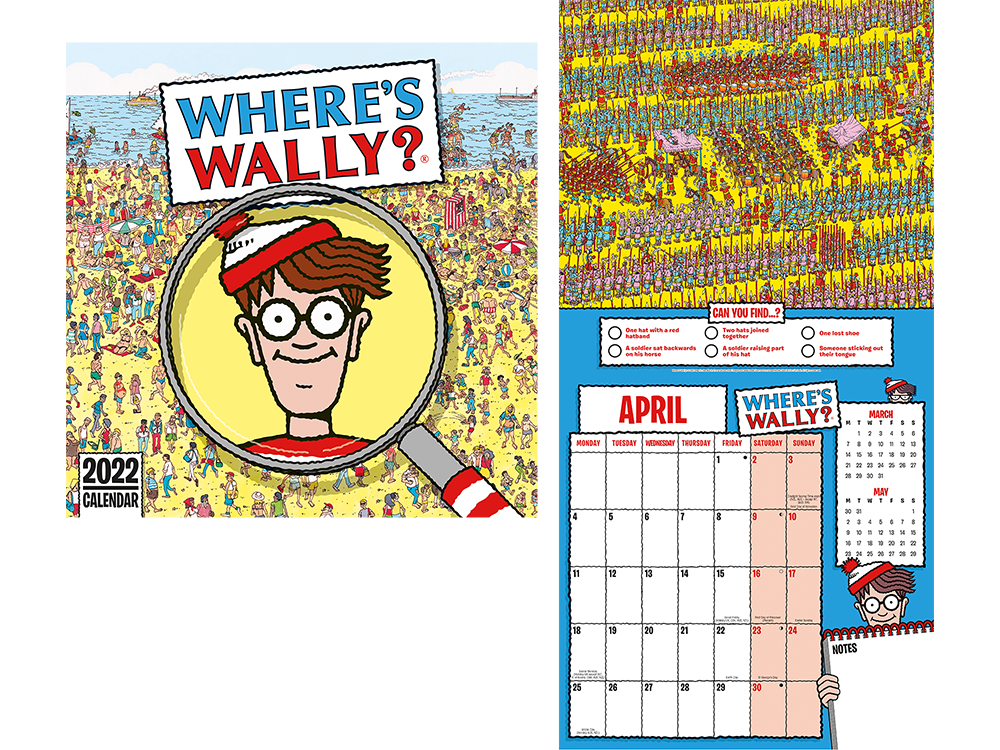 WHERE'S
WALLY?®
2022
CALENDAR
CAN YOU FIND...?
One hat with a red
hatband
Two hats joined
together
One lost shoe
A soldier sat backwards
on his horse
A soldier raising part
of his hat
Someone sticking out
their tongue
APRIL
WHERE'S
WALLY?
MONDAY TUESDAY WEDNESDAY THURSDAY FRIDAY SATURDAY SUNDAY
1 2 3
4 5 6 7 8 9 10
11 12 13 14 15 16 17
18 19 20 21 22 23 24
25 26 27 28 29 30
MARCH
M T W T F S S
1 2 3 4 5 6
7 8 9 10 11 12 13
14 15 16 17 18 19 20
21 22 23 24 25 26 27
28 29 30 31
MAY
M T W T F S S
30 31 1
2 3 4 5 6 7 8
9 10 11 12 13 14 15
16 17 18 19 20 21 22
23 24 25 26 27 28 29
NOTES